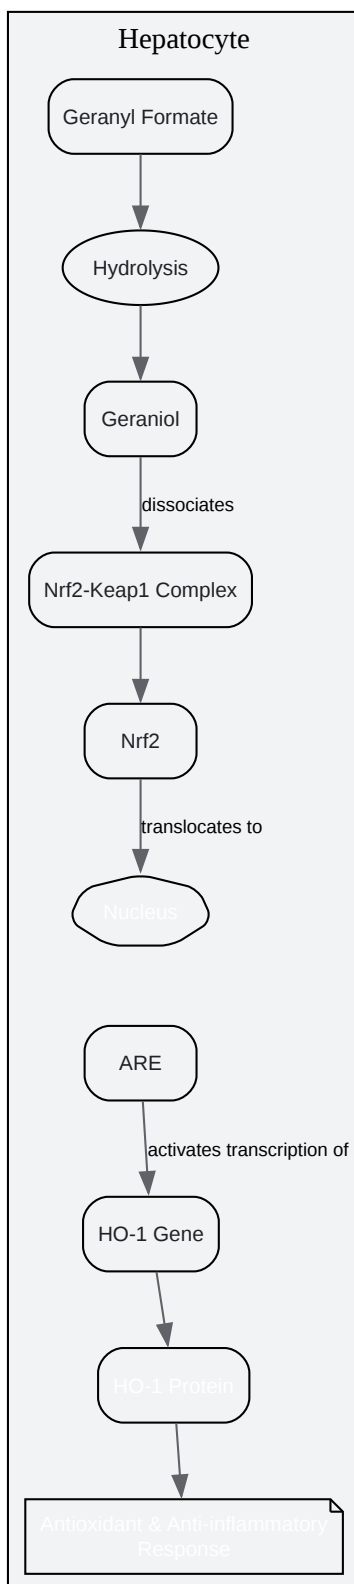 Hepatocyte
Geranyl Formate
Hydrolysis
Geraniol
dissociates
Nrf2-Keap1 Complex
Nrf2
translocates to
Nucleus
ARE
activates transcription of
HO-1 Gene
HO-1 Protein
Antioxidant & Anti-inflammatory
Response